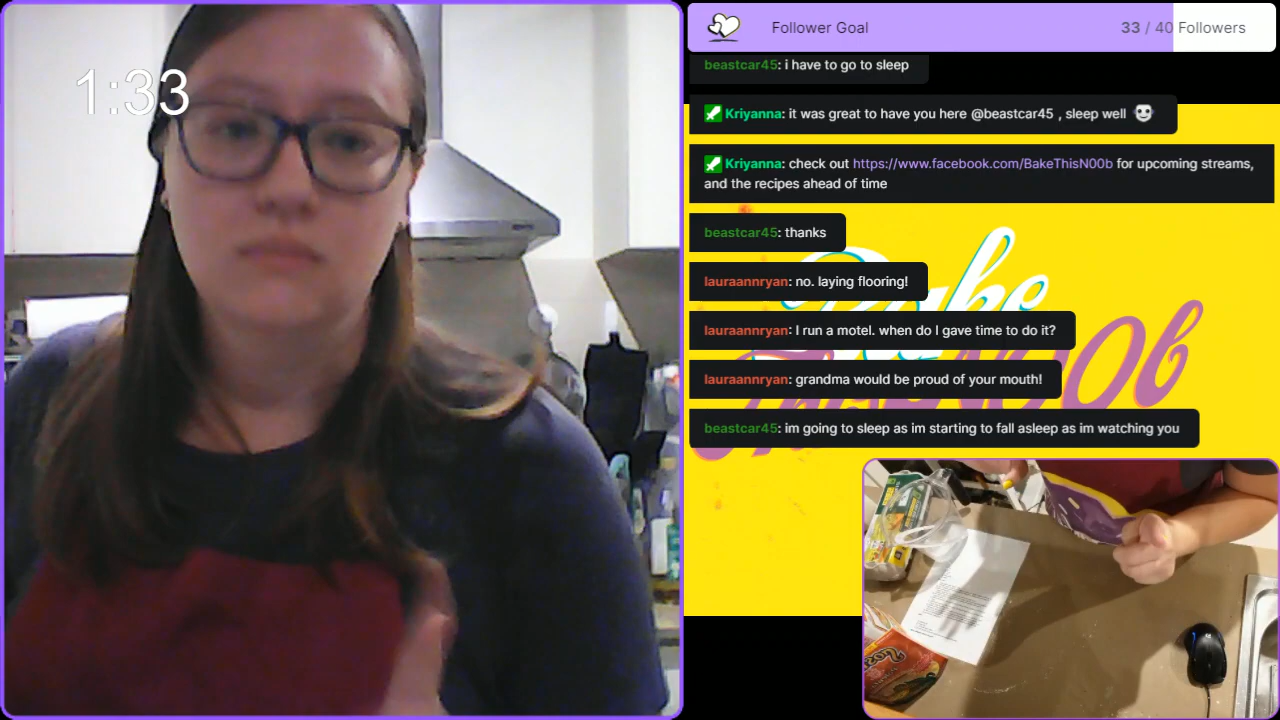 1:33
Follower Goal
33 / 40 Followers
beastcar45: i have to go to sleep
Kriyanna: it was great to have you here @beastcar45 , sleep well
Kriyanna: check out https://www.facebook.com/BakeThisN00b for upcoming streams,
and the recipes ahead of time
beastcar45: thanks
lauraannryan: no. laying flooring!
lauraannryan: I run a motel. when do I gave time to do it?
lauraannryan: grandma would be proud of your mouth!
beastcar45: im going to sleep as im starting to fall asleep as im watching you
Bake
ThisN00b